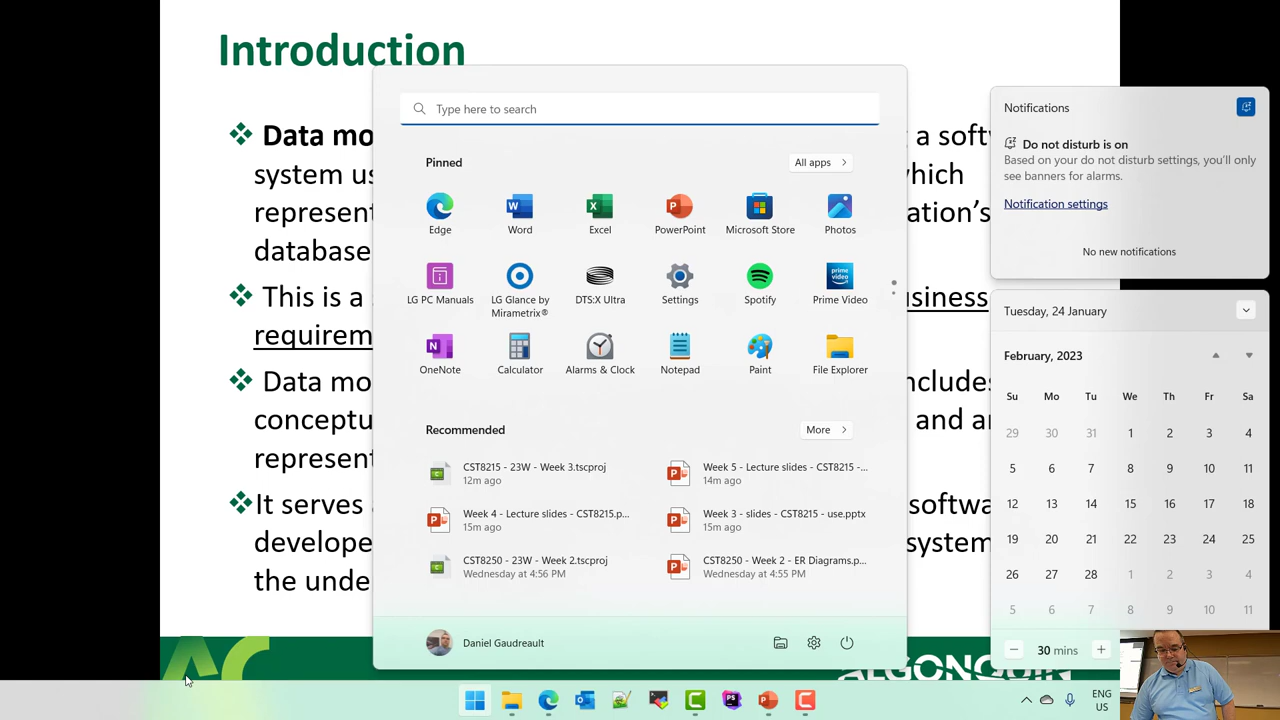 Introduction
Data mo
a softw
system us
which
represent
ation's
database
This is a
usiness
requirem
Data mo
ncludes
conceptu
and an
represent
It serves
softwa
develope
system
the unde
Type here to search
Pinned
All apps
Edge
Word
Excel
PowerPoint
Microsoft Store
Photos
LG PC Manuals
LG Glance by
Mirametrix®
DTS:X Ultra
Settings
Spotify
Prime Video
OneNote
Calculator
Alarms & Clock
Notepad
Paint
File Explorer
Recommended
More
CST8215 - 23W - Week 3.tscproj
12m ago
Week 5 - Lecture slides - CST8215 -...
14m ago
Week 4 - Lecture slides - CST8215.p...
15m ago
Week 3 - slides - CST8215 - use.pptx
15m ago
CST8250 - 23W - Week 2.tscproj
Wednesday at 4:56 PM
CST8250 - Week 2 - ER Diagrams.p...
Wednesday at 4:55 PM
Daniel Gaudreault
Notifications
Do not disturb is on
Based on your do not disturb settings, you'll only
see banners for alarms.
Notification settings
No new notifications
Tuesday, 24 January
February, 2023
Su Mo Tu We Th Fr Sa
29 30 31 1 2 3 4
5 6 7 8 9 10 11
12 13 14 15 16 17 18
19 20 21 22 23 24 25
26 27 28 1 2 3 4
5 6 7 8 9 10 11
30 mins
AC
ALGONQUIN
ENG
US